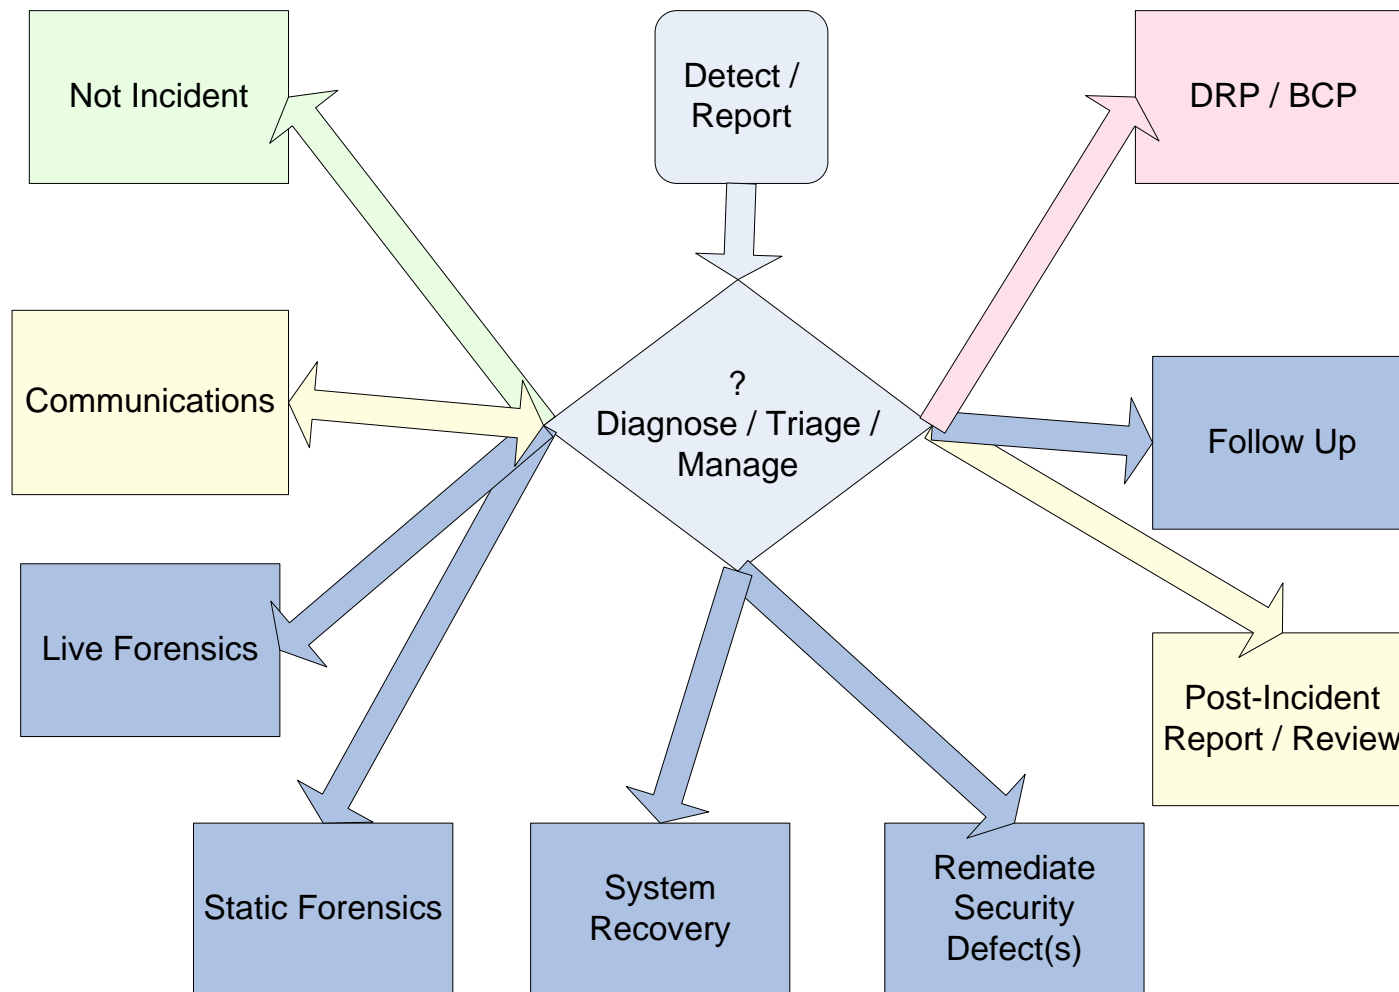 Not Incident
Detect /
Report
DRP / BCP
Communications
?
Diagnose / Triage /
Manage
Follow Up
Live Forensics
Post-Incident
Report / Review
Static Forensics
System
Recovery
Remediate
Security
Defect(s)